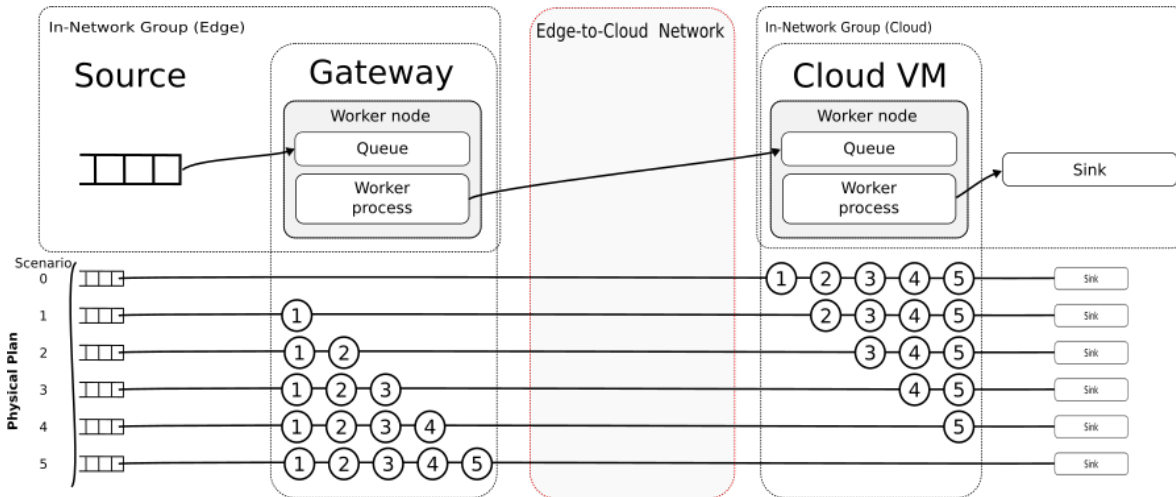 In-Network Group (Edge)
Edge-to-Cloud Network
In-Network Group (Cloud)
Source
Gateway
Cloud VM
Worker node
Queue
Worker
process
Worker node
Queue
Worker
process
Sink
Physical Plan
Scenario
0 1 2 3 4 5 Sink
1 1 2 3 4 5 Sink
2 1 2 3 4 5 Sink
3 1 2 3 4 5 Sink
4 1 2 3 4 5 Sink
5 1 2 3 4 5 Sink